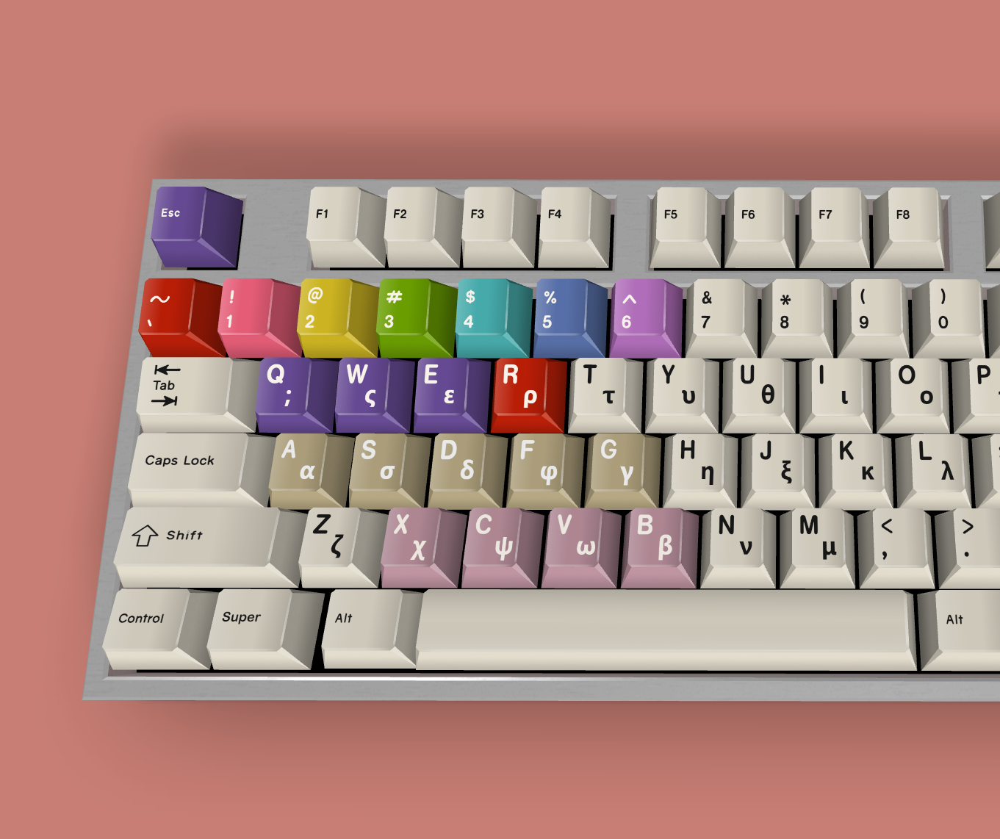 Esc F1 F2 F3 F4 F5 F6 F7 F8
~ ! @ # $ % ^ & * ( )
` 1 2 3 4 5 6 7 8 9 0
Tab Q W E R T Y U I O P
; ς ε ρ τ υ θ ι ο
Caps Lock A S D F G H J K L
α σ δ φ γ η ξ κ λ
Shift Z X C V B N M < >
ζ χ ψ ω β ν μ , .
Control Super Alt Alt